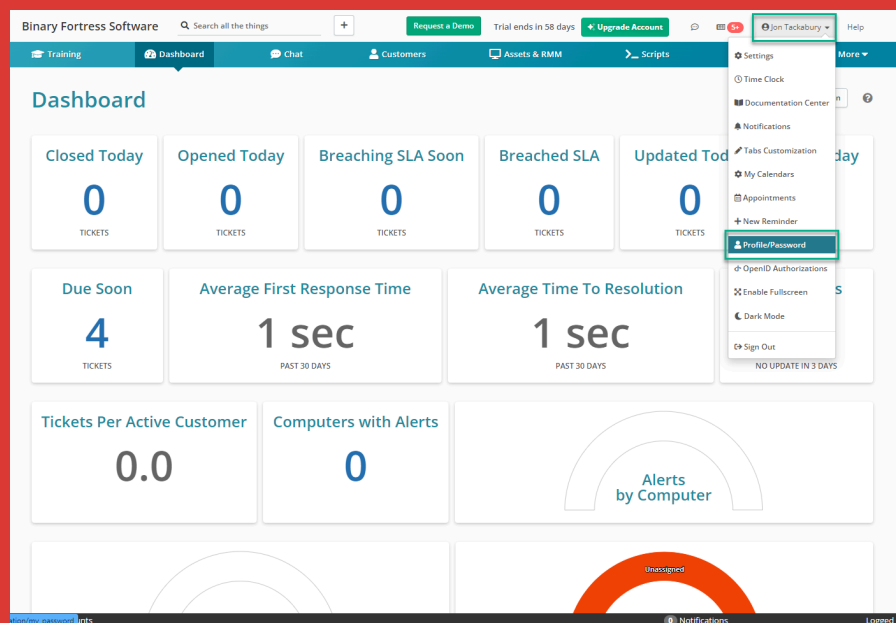 Binary Fortress Software
Search all the things
+
Request a Demo
Trial ends in 58 days
Upgrade Account
5+
Jon Tackabury
Help
Training
Dashboard
Chat
Customers
Assets & RMM
Scripts
More
Dashboard
Settings
Time Clock
Documentation Center
Notifications
Tabs Customization
My Calendars
Appointments
New Reminder
Profile/Password
OpenID Authorizations
Enable Fullscreen
Dark Mode
Sign Out
Closed Today
0
TICKETS
Opened Today
0
TICKETS
Breaching SLA Soon
0
TICKETS
Breached SLA
0
TICKETS
Updated Tod
0
TICKETS
day
Due Soon
4
TICKETS
Average First Response Time
1 sec
PAST 30 DAYS
Average Time To Resolution
1 sec
PAST 30 DAYS
s
NO UPDATE IN 3 DAYS
Tickets Per Active Customer
0.0
Computers with Alerts
0
Alerts
by Computer
Unassigned
ation/my_password
unts
0 Notifications
Logged